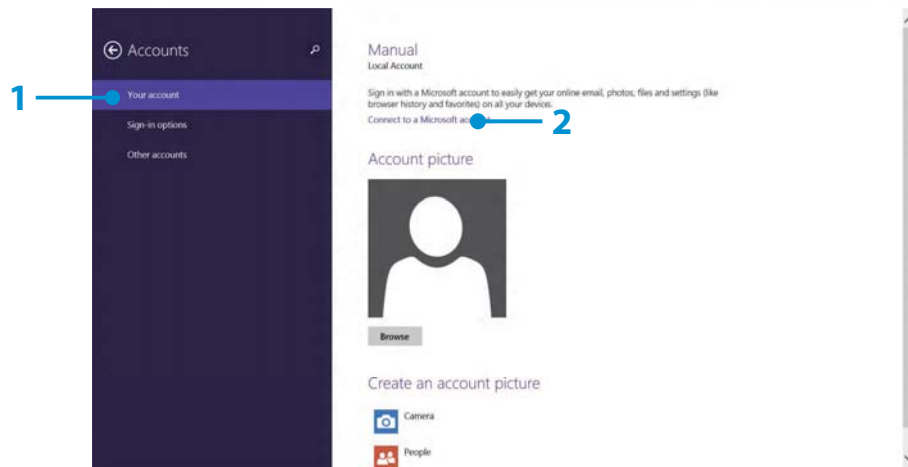 Accounts
1
Your account
Sign-in options
Other accounts
Manual
Local Account
Sign in with a Microsoft account to easily get your online email, photos, files and settings (like
browser history and favorites) on all your devices.
Connect to a Microsoft
2
Account picture
Browse
Create an account picture
Camera
People